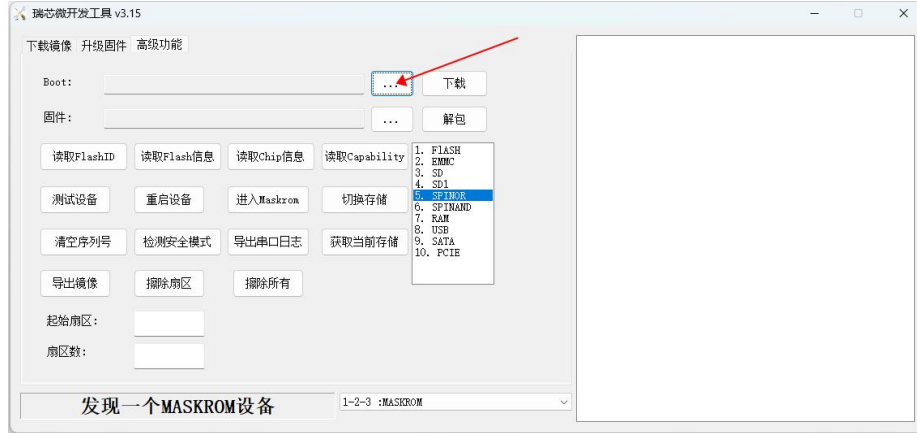 瑞芯微开发工具 v3.15
下载镜像 升级固件 高级功能
Boot: ... 下载
固件: ... 解包
读取FlashID 读取Flash信息 读取Chip信息 读取Capability
测试设备 重启设备 进入Maskrom 切换存储
清空序列号 检测安全模式 导出串口日志 获取当前存储
导出镜像 擦除扇区 擦除所有
1. FlASH
2. EMMC
3. SD
4. SD1
5. SPINOR
6. SPINAND
7. RAM
8. USB
9. SATA
10. PCIE
起始扇区:
扇区数:
发现一个MASKROM设备 1-2-3 :MASKROM